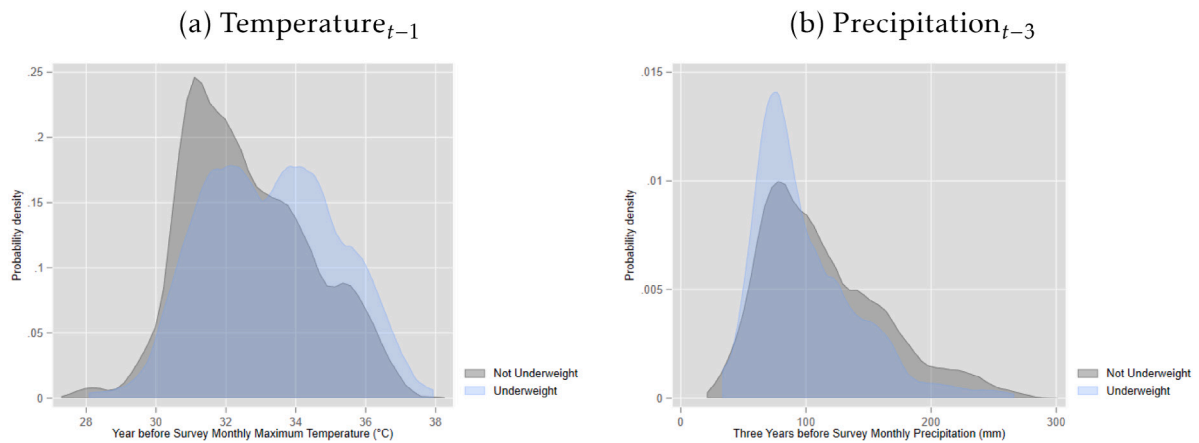 (a) Temperature_{t−1}
.25
.2
.15
.1
.05
0
Probability density
28 30 32 34 36 38
Year before Survey Monthly Maximum Temperature (°C)
Not Underweight
Underweight
(b) Precipitation_{t−3}
.015
.01
.005
0
Probability density
0 100 200 300
Three Years before Survey Monthly Precipitation (mm)
Not Underweight
Underweight